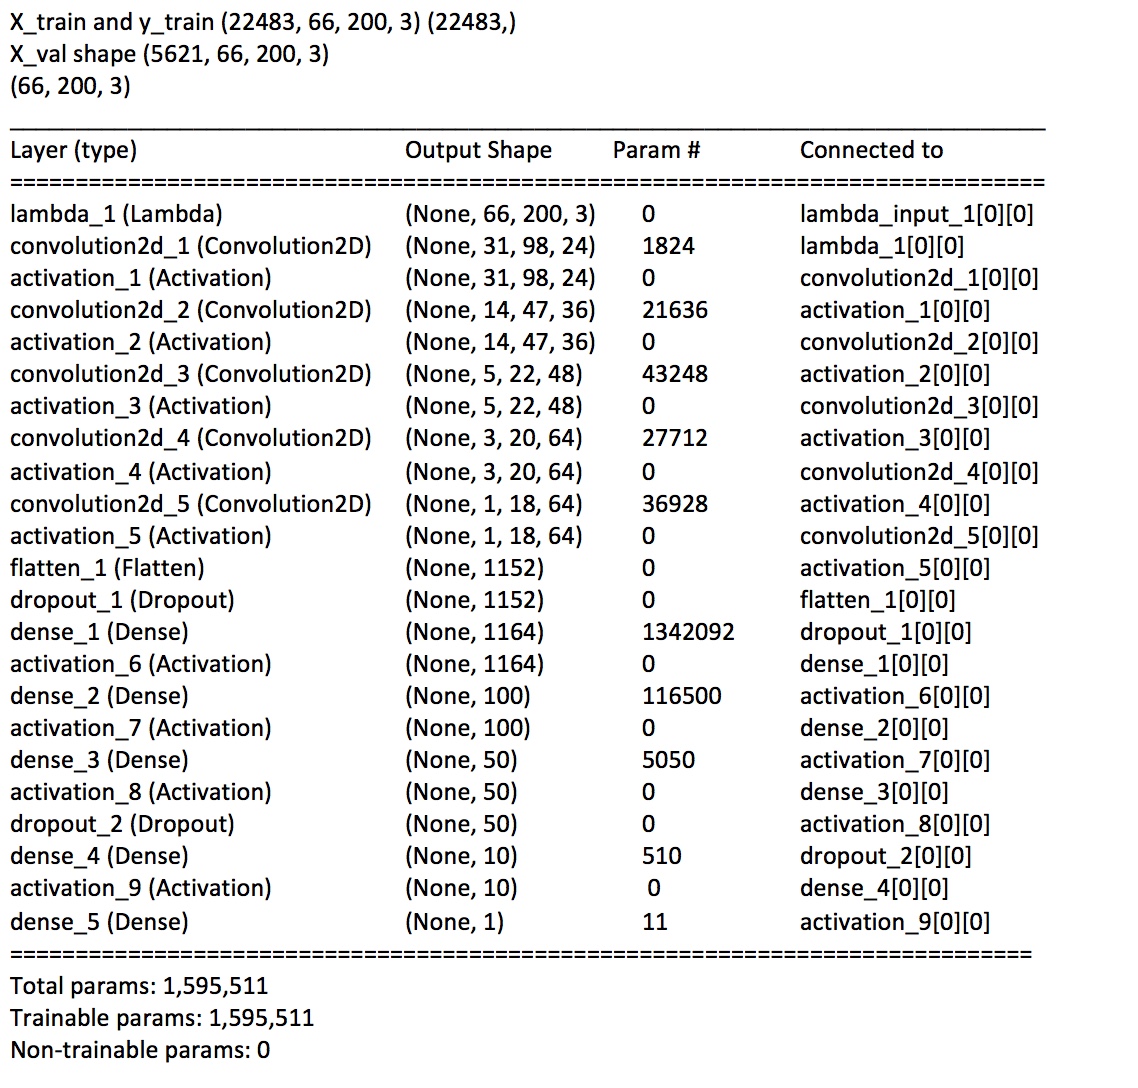 X_train and y_train (22483, 66, 200, 3) (22483,)
X_val shape (5621, 66, 200, 3)
(66, 200, 3)
Layer (type) Output Shape Param # Connected to
lambda_1 (Lambda) (None, 66, 200, 3) 0 lambda_input_1[0][0]
convolution2d_1 (Convolution2D) (None, 31, 98, 24) 1824 lambda_1[0][0]
activation_1 (Activation) (None, 31, 98, 24) 0 convolution2d_1[0][0]
convolution2d_2 (Convolution2D) (None, 14, 47, 36) 21636 activation_1[0][0]
activation_2 (Activation) (None, 14, 47, 36) 0 convolution2d_2[0][0]
convolution2d_3 (Convolution2D) (None, 5, 22, 48) 43248 activation_2[0][0]
activation_3 (Activation) (None, 5, 22, 48) 0 convolution2d_3[0][0]
convolution2d_4 (Convolution2D) (None, 3, 20, 64) 27712 activation_3[0][0]
activation_4 (Activation) (None, 3, 20, 64) 0 convolution2d_4[0][0]
convolution2d_5 (Convolution2D) (None, 1, 18, 64) 36928 activation_4[0][0]
activation_5 (Activation) (None, 1, 18, 64) 0 convolution2d_5[0][0]
flatten_1 (Flatten) (None, 1152) 0 activation_5[0][0]
dropout_1 (Dropout) (None, 1152) 0 flatten_1[0][0]
dense_1 (Dense) (None, 1164) 1342092 dropout_1[0][0]
activation_6 (Activation) (None, 1164) 0 dense_1[0][0]
dense_2 (Dense) (None, 100) 116500 activation_6[0][0]
activation_7 (Activation) (None, 100) 0 dense_2[0][0]
dense_3 (Dense) (None, 50) 5050 activation_7[0][0]
activation_8 (Activation) (None, 50) 0 dense_3[0][0]
dropout_2 (Dropout) (None, 50) 0 activation_8[0][0]
dense_4 (Dense) (None, 10) 510 dropout_2[0][0]
activation_9 (Activation) (None, 10) 0 dense_4[0][0]
dense_5 (Dense) (None, 1) 11 activation_9[0][0]
Total params: 1,595,511
Trainable params: 1,595,511
Non-trainable params: 0